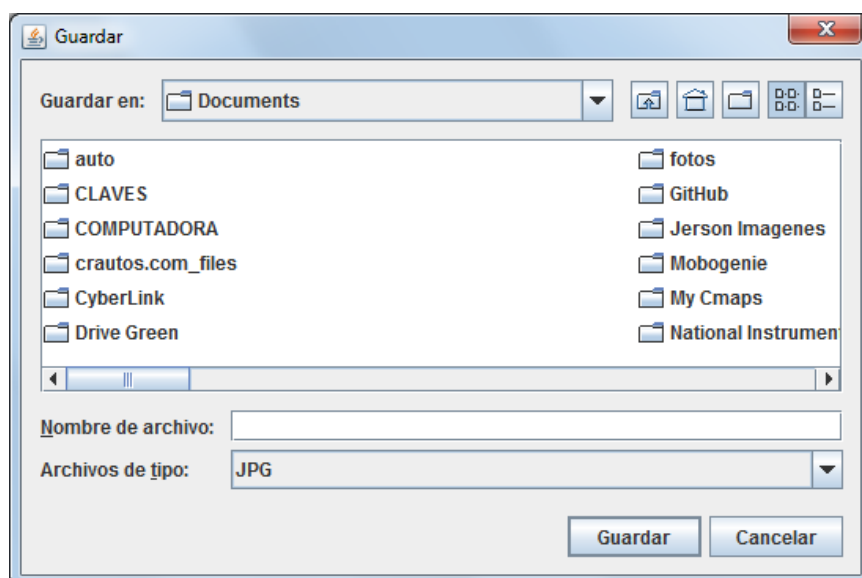 Guardar
Guardar en: Documents
auto
CLAVES
COMPUTADORA
crautos.com_files
CyberLink
Drive Green
fotos
GitHub
Jerson Imagenes
Mobogenie
My Cmaps
National Instrumen
Nombre de archivo:
Archivos de tipo: JPG
Guardar Cancelar